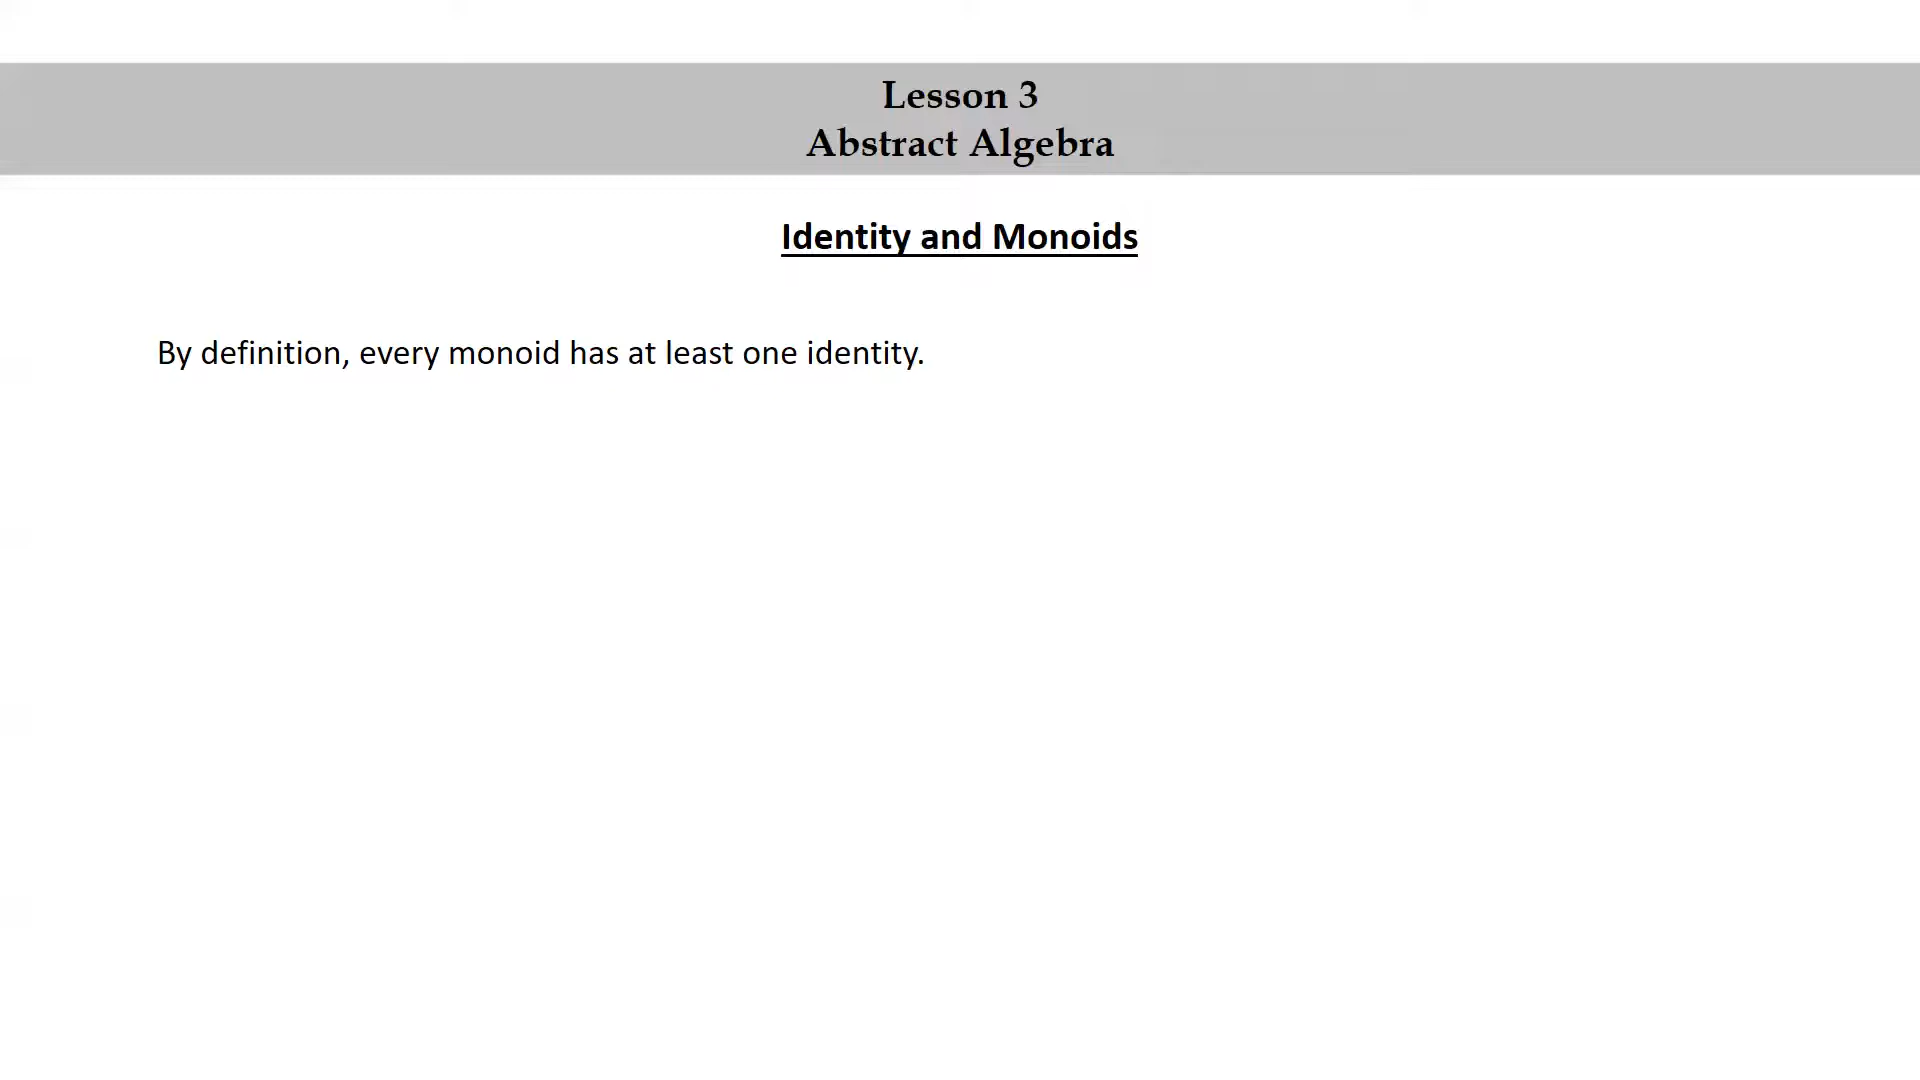 Lesson 3
Abstract Algebra
Identity and Monoids
By definition, every monoid has at least one identity.